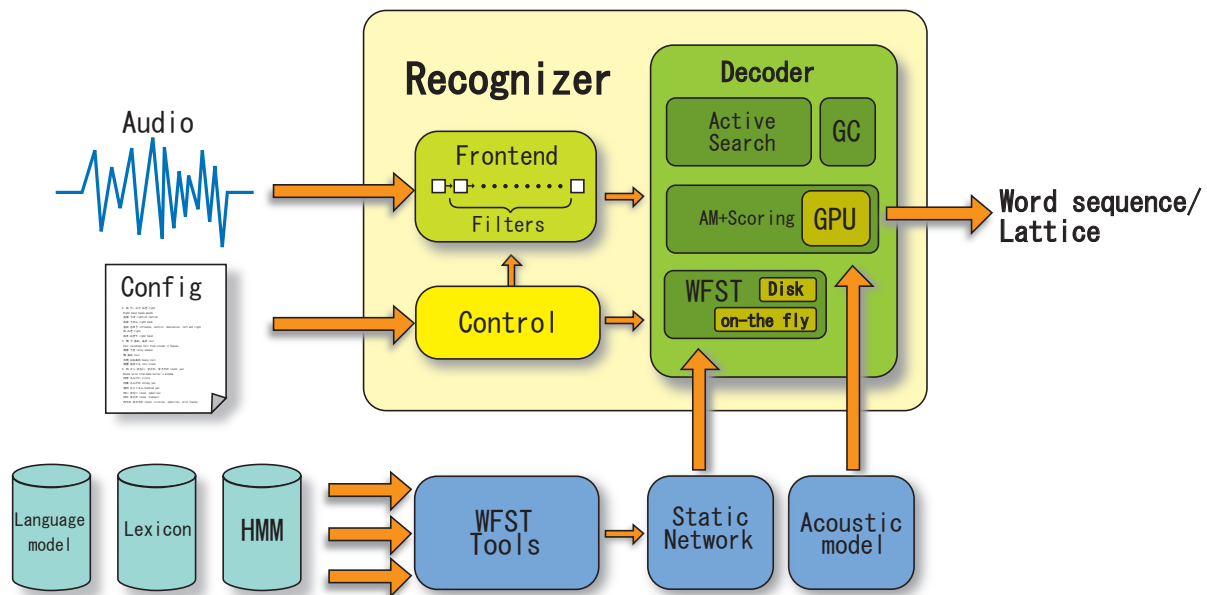 Recognizer
Decoder
Active
Search
GC
Audio
Frontend
Filters
AM+Scoring
GPU
Word sequence/
Lattice
Config
Control
WFST
Disk
on-the fly
Language
model
Lexicon
HMM
WFST
Tools
Static
Network
Acoustic
model